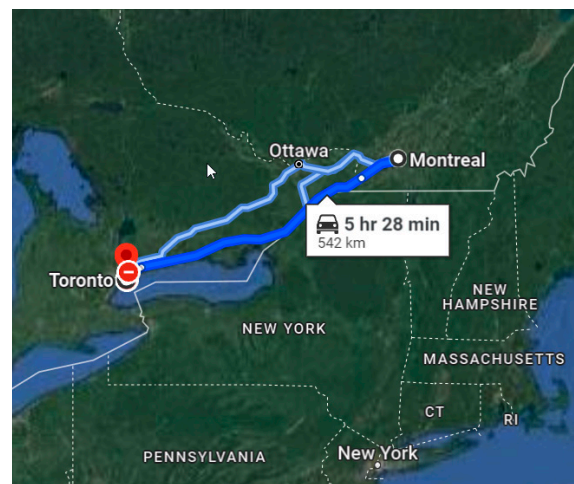 Ottawa
Montreal
5 hr 28 min
542 km
Toronto
NEW
HAMPSHIRE
NEW YORK
MASSACHUSETTS
CT
RI
PENNSYLVANIA
New York